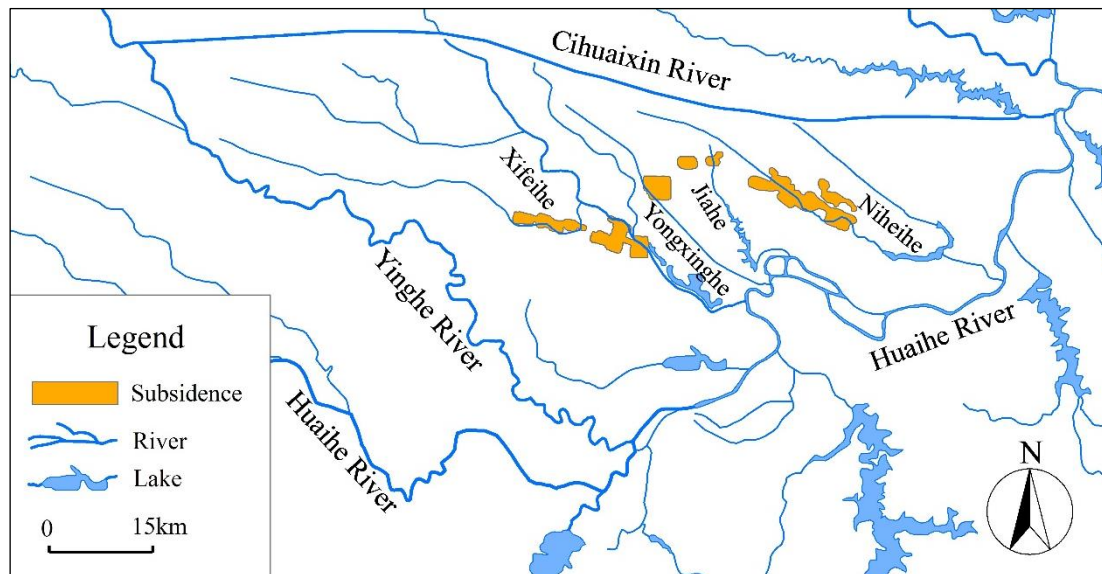 Cihuaixin River
Xifeihe
Yongxinghe
Jiahe
Niheihe
Yinghe River
Huaihe River
Huaihe River
Legend
Subsidence
River
Lake
0 15km
N